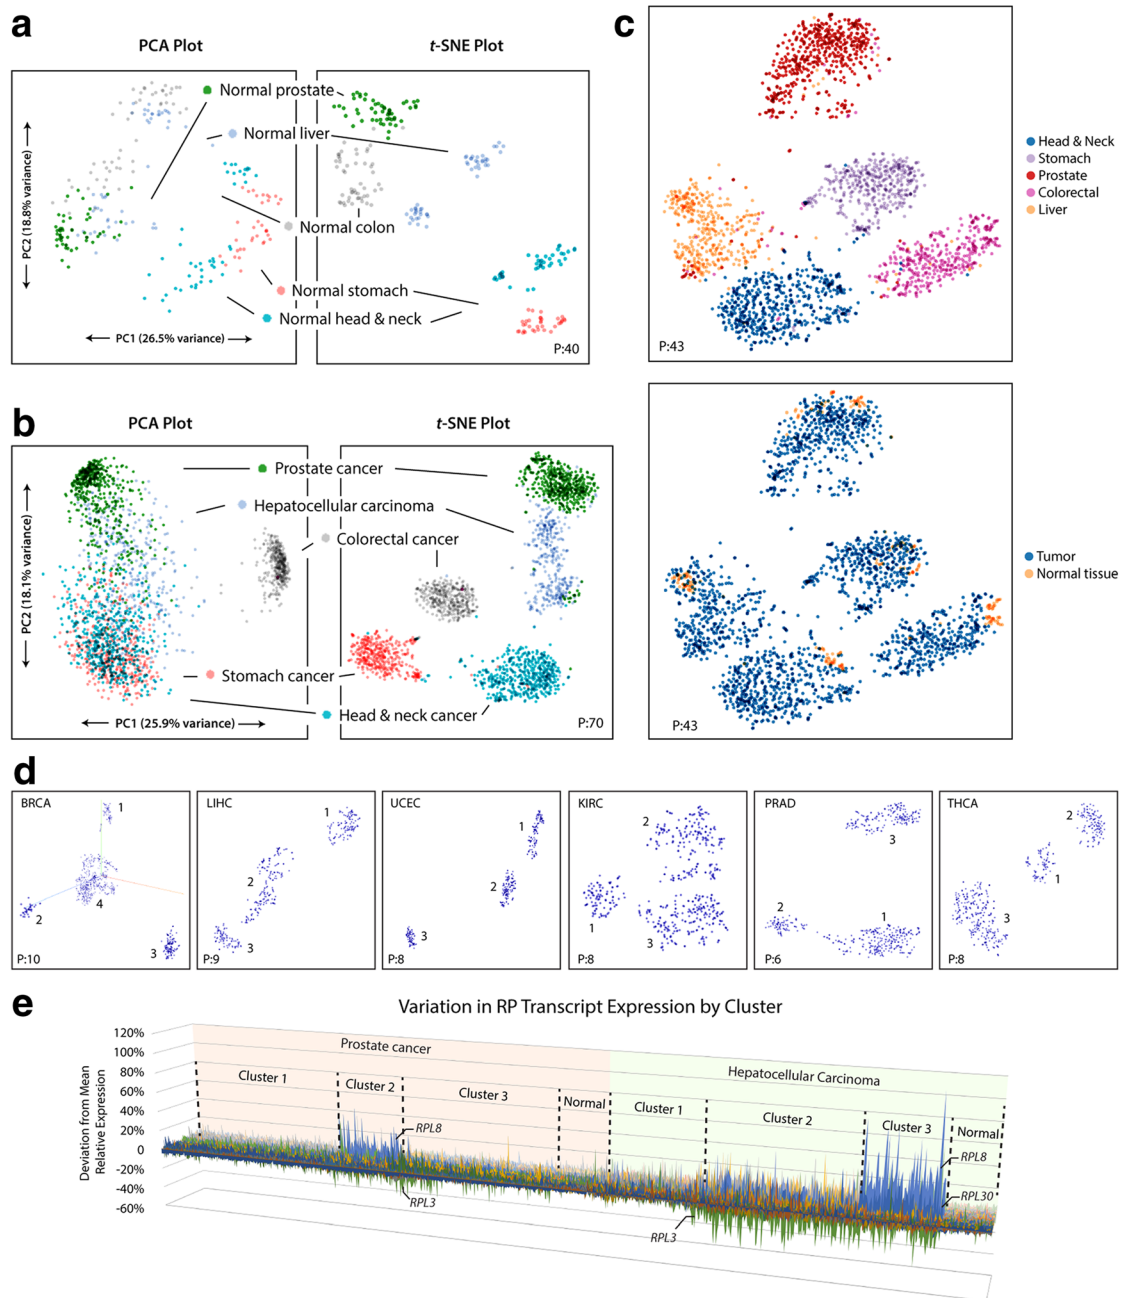 a
PCA Plot
t-SNE Plot
Normal prostate
Normal liver
Normal colon
Normal stomach
Normal head & neck
PC2 (18.8% variance)
PC1 (26.5% variance)
P:40
b
PCA Plot
t-SNE Plot
Prostate cancer
Hepatocellular carcinoma
Colorectal cancer
Stomach cancer
Head & neck cancer
PC2 (18.1% variance)
PC1 (25.9% variance)
P:70
c
Head & Neck
Stomach
Prostate
Colorectal
Liver
P:43
Tumor
Normal tissue
P:43
d
BRCA
1
2
4
3
P:10
LIHC
1
2
3
P:9
UCEC
1
2
3
P:8
KIRC
2
1
3
P:8
PRAD
3
2
1
P:6
THCA
2
1
3
P:8
e
Variation in RP Transcript Expression by Cluster
Deviation from Mean
Relative Expression
120%
100%
80%
60%
40%
20%
0
-20%
-40%
-60%
Prostate cancer
Cluster 1
Cluster 2
Cluster 3
Normal
Hepatocellular Carcinoma
Cluster 1
Cluster 2
Cluster 3
Normal
RPL8
RPL3
RPL3
RPL8
RPL30